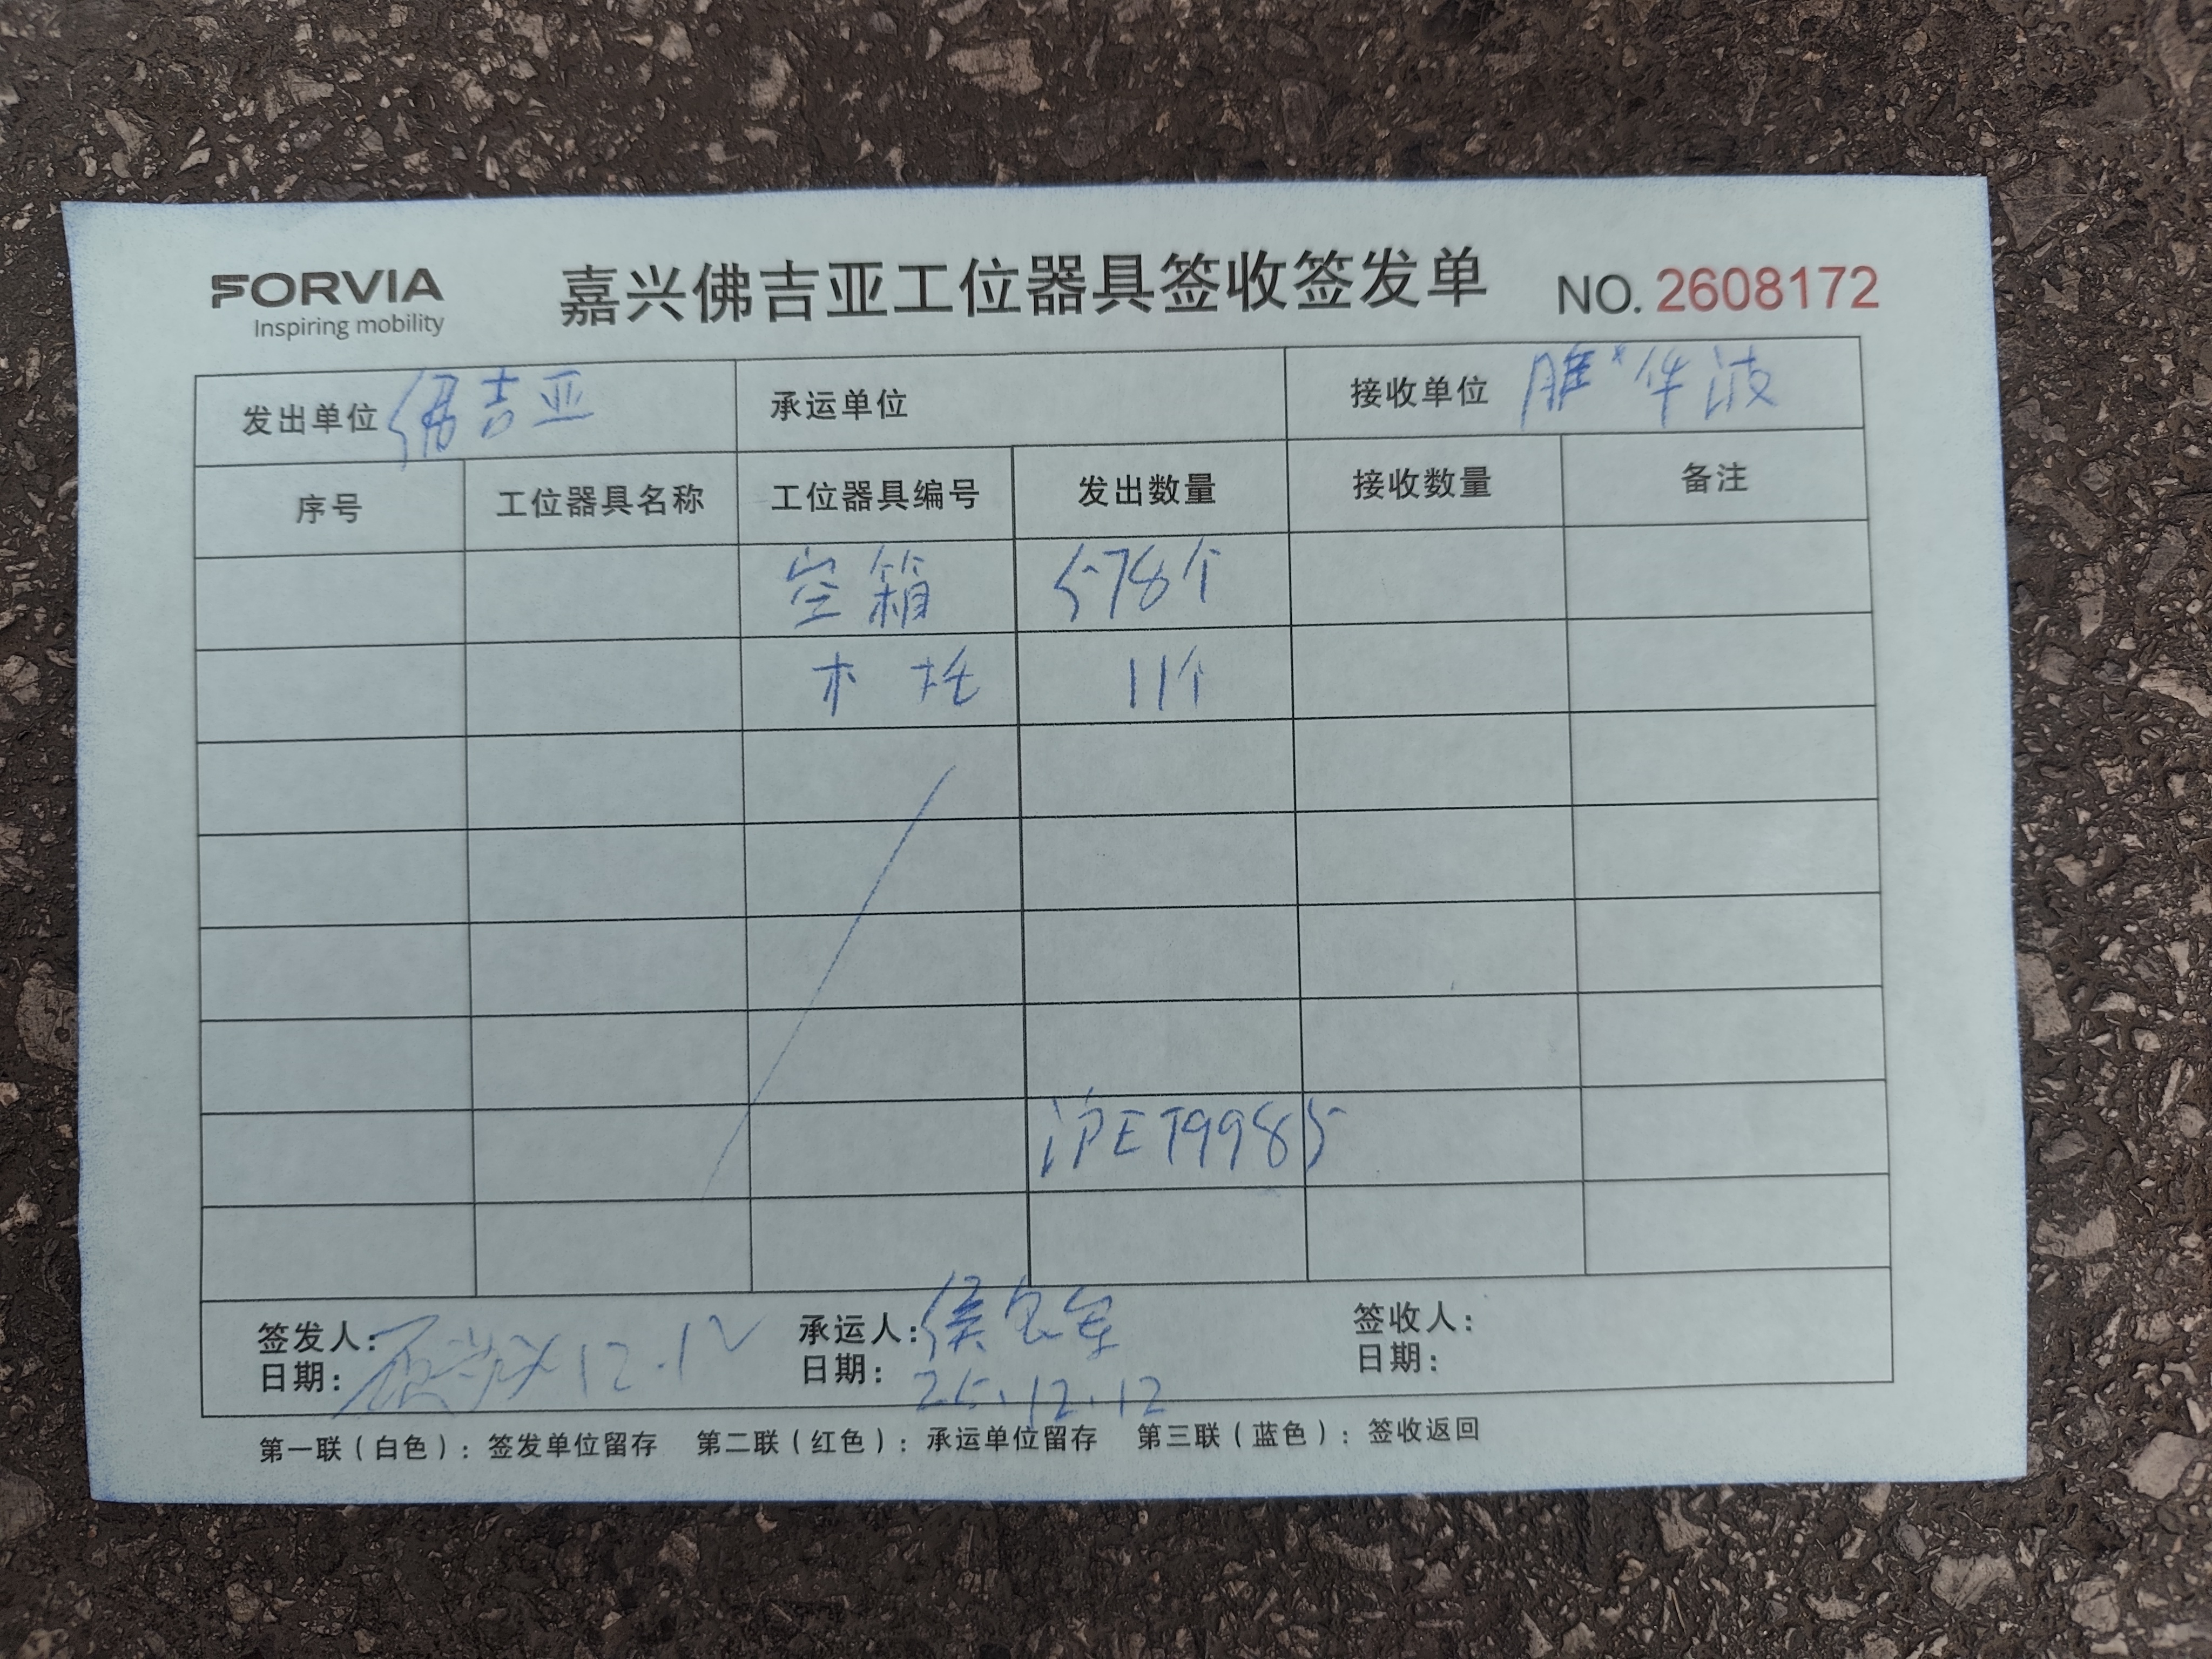 FORVIA
Inspiring mobility
嘉兴佛吉亚工位器具签收签发单 NO. 2608172
发出单位 佛吉亚 承运单位 接收单位
序号 工位器具名称 工位器具编号 发出数量 接收数量 备注
空箱 578个
木托 11个
沪ET9985
签发人: 承运人: 侯 签收人:
日期: 12.12 日期: 25.12.12 日期:
第一联(白色): 签发单位留存 第二联(红色): 承运单位留存 第三联(蓝色): 签收返回